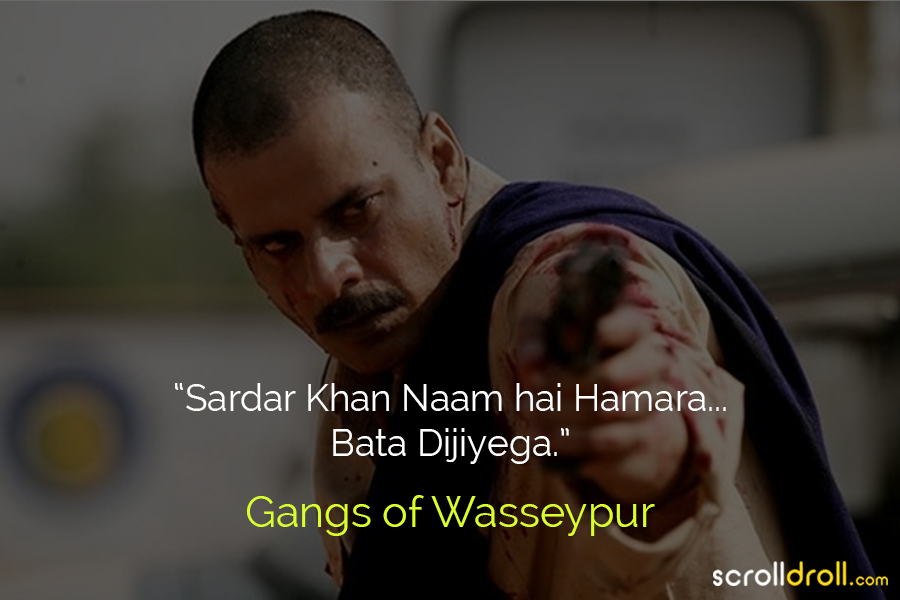 “Sardar Khan Naam hai Hamara...
Bata Dijiyega.”
Gangs of Wasseypur
scrolldroll.com